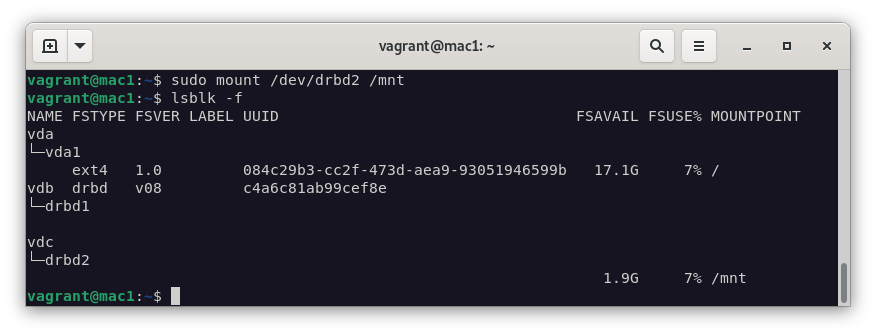 vagrant@mac1: ~
vagrant@mac1:~$ sudo mount /dev/drbd2 /mnt
vagrant@mac1:~$ lsblk -f
NAME FSTYPE FSVER LABEL UUID                                 FSAVAIL FSUSE% MOUNTPOINT
vda
└─vda1
     ext4   1.0         084c29b3-cc2f-473d-aea9-93051946599b   17.1G     7% /
vdb  drbd   v08         c4a6c81ab99cef8e
└─drbd1

vdc
└─drbd2
                                                                1.9G     7% /mnt
vagrant@mac1:~$